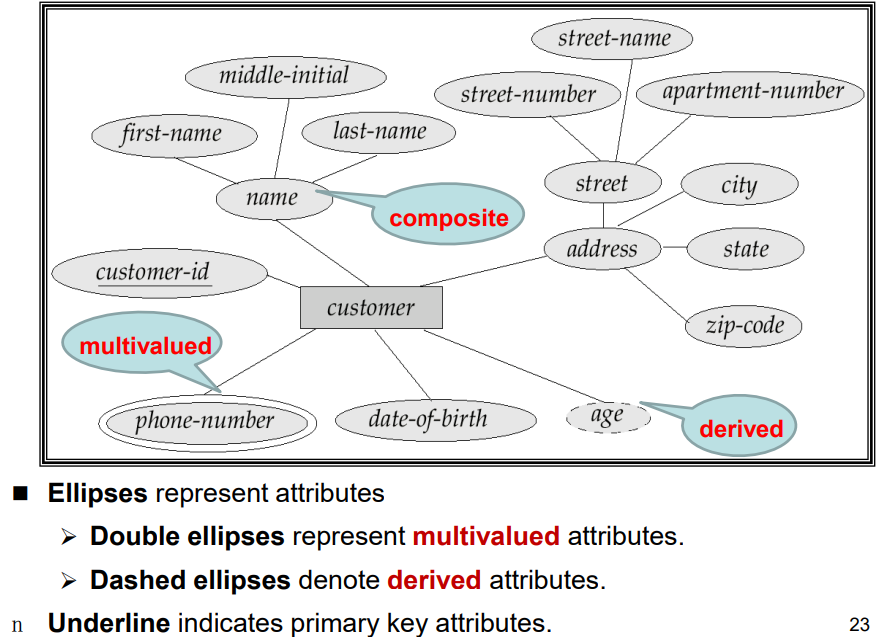 street-name
middle-initial
street-number
apartment-number
first-name
last-name
name
street
city
composite
address
state
customer-id
customer
zip-code
multivalued
phone-number
date-of-birth
age
derived
■ Ellipses represent attributes
➢ Double ellipses represent multivalued attributes.
➢ Dashed ellipses denote derived attributes.
n Underline indicates primary key attributes.
23